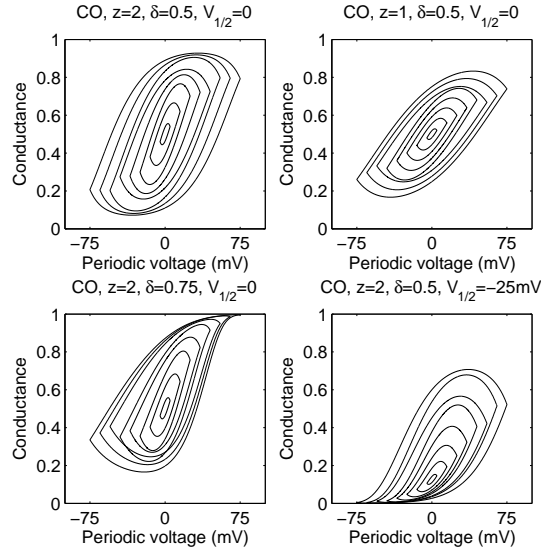 CO, z=2, δ=0.5, V1/2=0
1
0.8
0.6
0.4
0.2
0
Conductance
−75 0 75
Periodic voltage (mV)
CO, z=1, δ=0.5, V1/2=0
1
0.8
0.6
0.4
0.2
0
Conductance
−75 0 75
Periodic voltage (mV)
CO, z=2, δ=0.75, V1/2=0
1
0.8
0.6
0.4
0.2
0
Conductance
−75 0 75
Periodic voltage (mV)
CO, z=2, δ=0.5, V1/2=−25mV
1
0.8
0.6
0.4
0.2
0
Conductance
−75 0 75
Periodic voltage (mV)